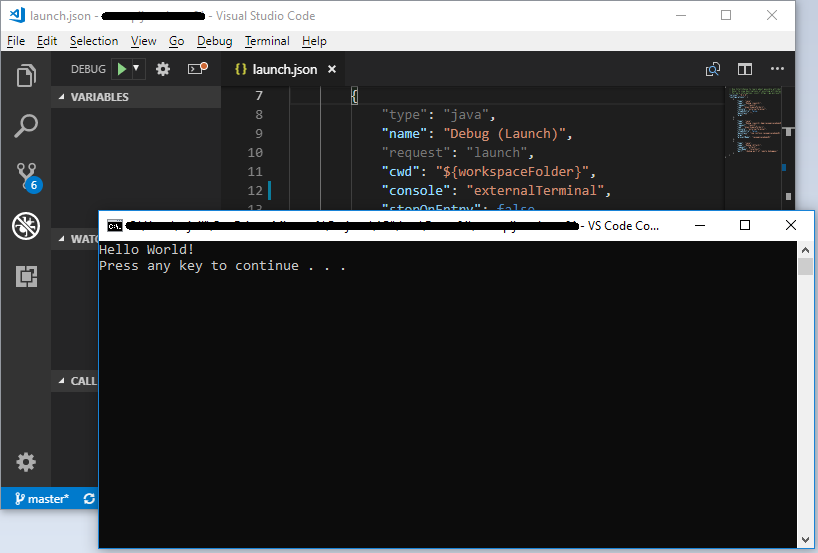 launch.json - - Visual Studio Code
File Edit Selection View Go Debug Terminal Help
DEBUG
launch.json
VARIABLES
7 {
8 "type": "java",
9 "name": "Debug (Launch)",
10 "request": "launch",
11 "cwd": "${workspaceFolder}",
12 "console": "externalTerminal",
13 "stopOnEntry": false
6
WATC
CALL
master*
C:\. - VS Code Co...
Hello World!
Press any key to continue . . .